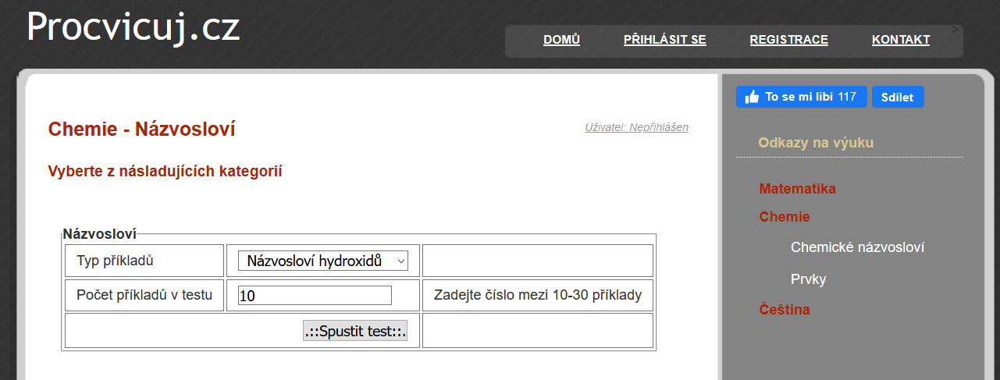 Procvicuj.cz
DOMŮ PŘIHLÁSIT SE REGISTRACE KONTAKT >
To se mi líbí 117 Sdílet
Chemie - Názvosloví
Uživatel: Nepřihlášen
Vyberte z násladujících kategorií
Názvosloví
Typ příkladů Názvosloví hydroxidů
Počet příkladů v testu 10 Zadejte číslo mezi 10-30 příklady
.::Spustit test::.
Odkazy na výuku
Matematika
Chemie
Chemické názvosloví
Prvky
Čeština